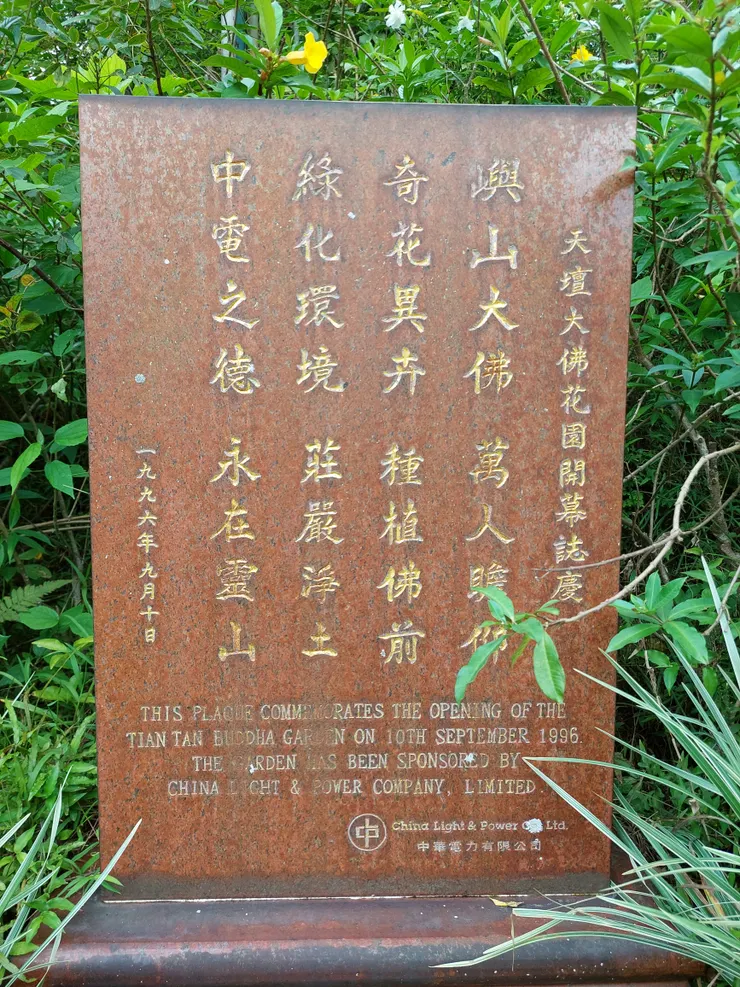 天壇大佛花園開幕誌慶
嶼山大佛 萬人瞻仰
奇花異卉 種植佛前
綠化環境 莊嚴淨土
中電之德 永在靈山
一九九六年九月十日
THIS PLAQUE COMMEMORATES THE OPENING OF THE
TIAN TAN BUDDHA GARDEN ON 10TH SEPTEMBER 1996.
THE GARDEN HAS BEEN SPONSORED BY
CHINA LIGHT & POWER COMPANY, LIMITED.
中 China Light & Power Co., Ltd.
中華電力有限公司